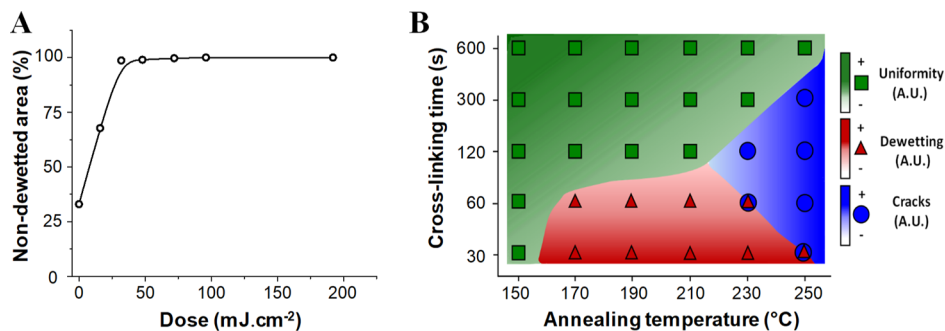 A
Non-dewetted area (%)
100
75
50
25
0
0 50 100 150 200
Dose (mJ.cm-2)
B
Cross-linking time (s)
600
300
120
60
30
150 170 190 210 230 250
Annealing temperature (°C)
+
Uniformity
(A.U.)
-
+
Dewetting
(A.U.)
-
+
Cracks
(A.U.)
-